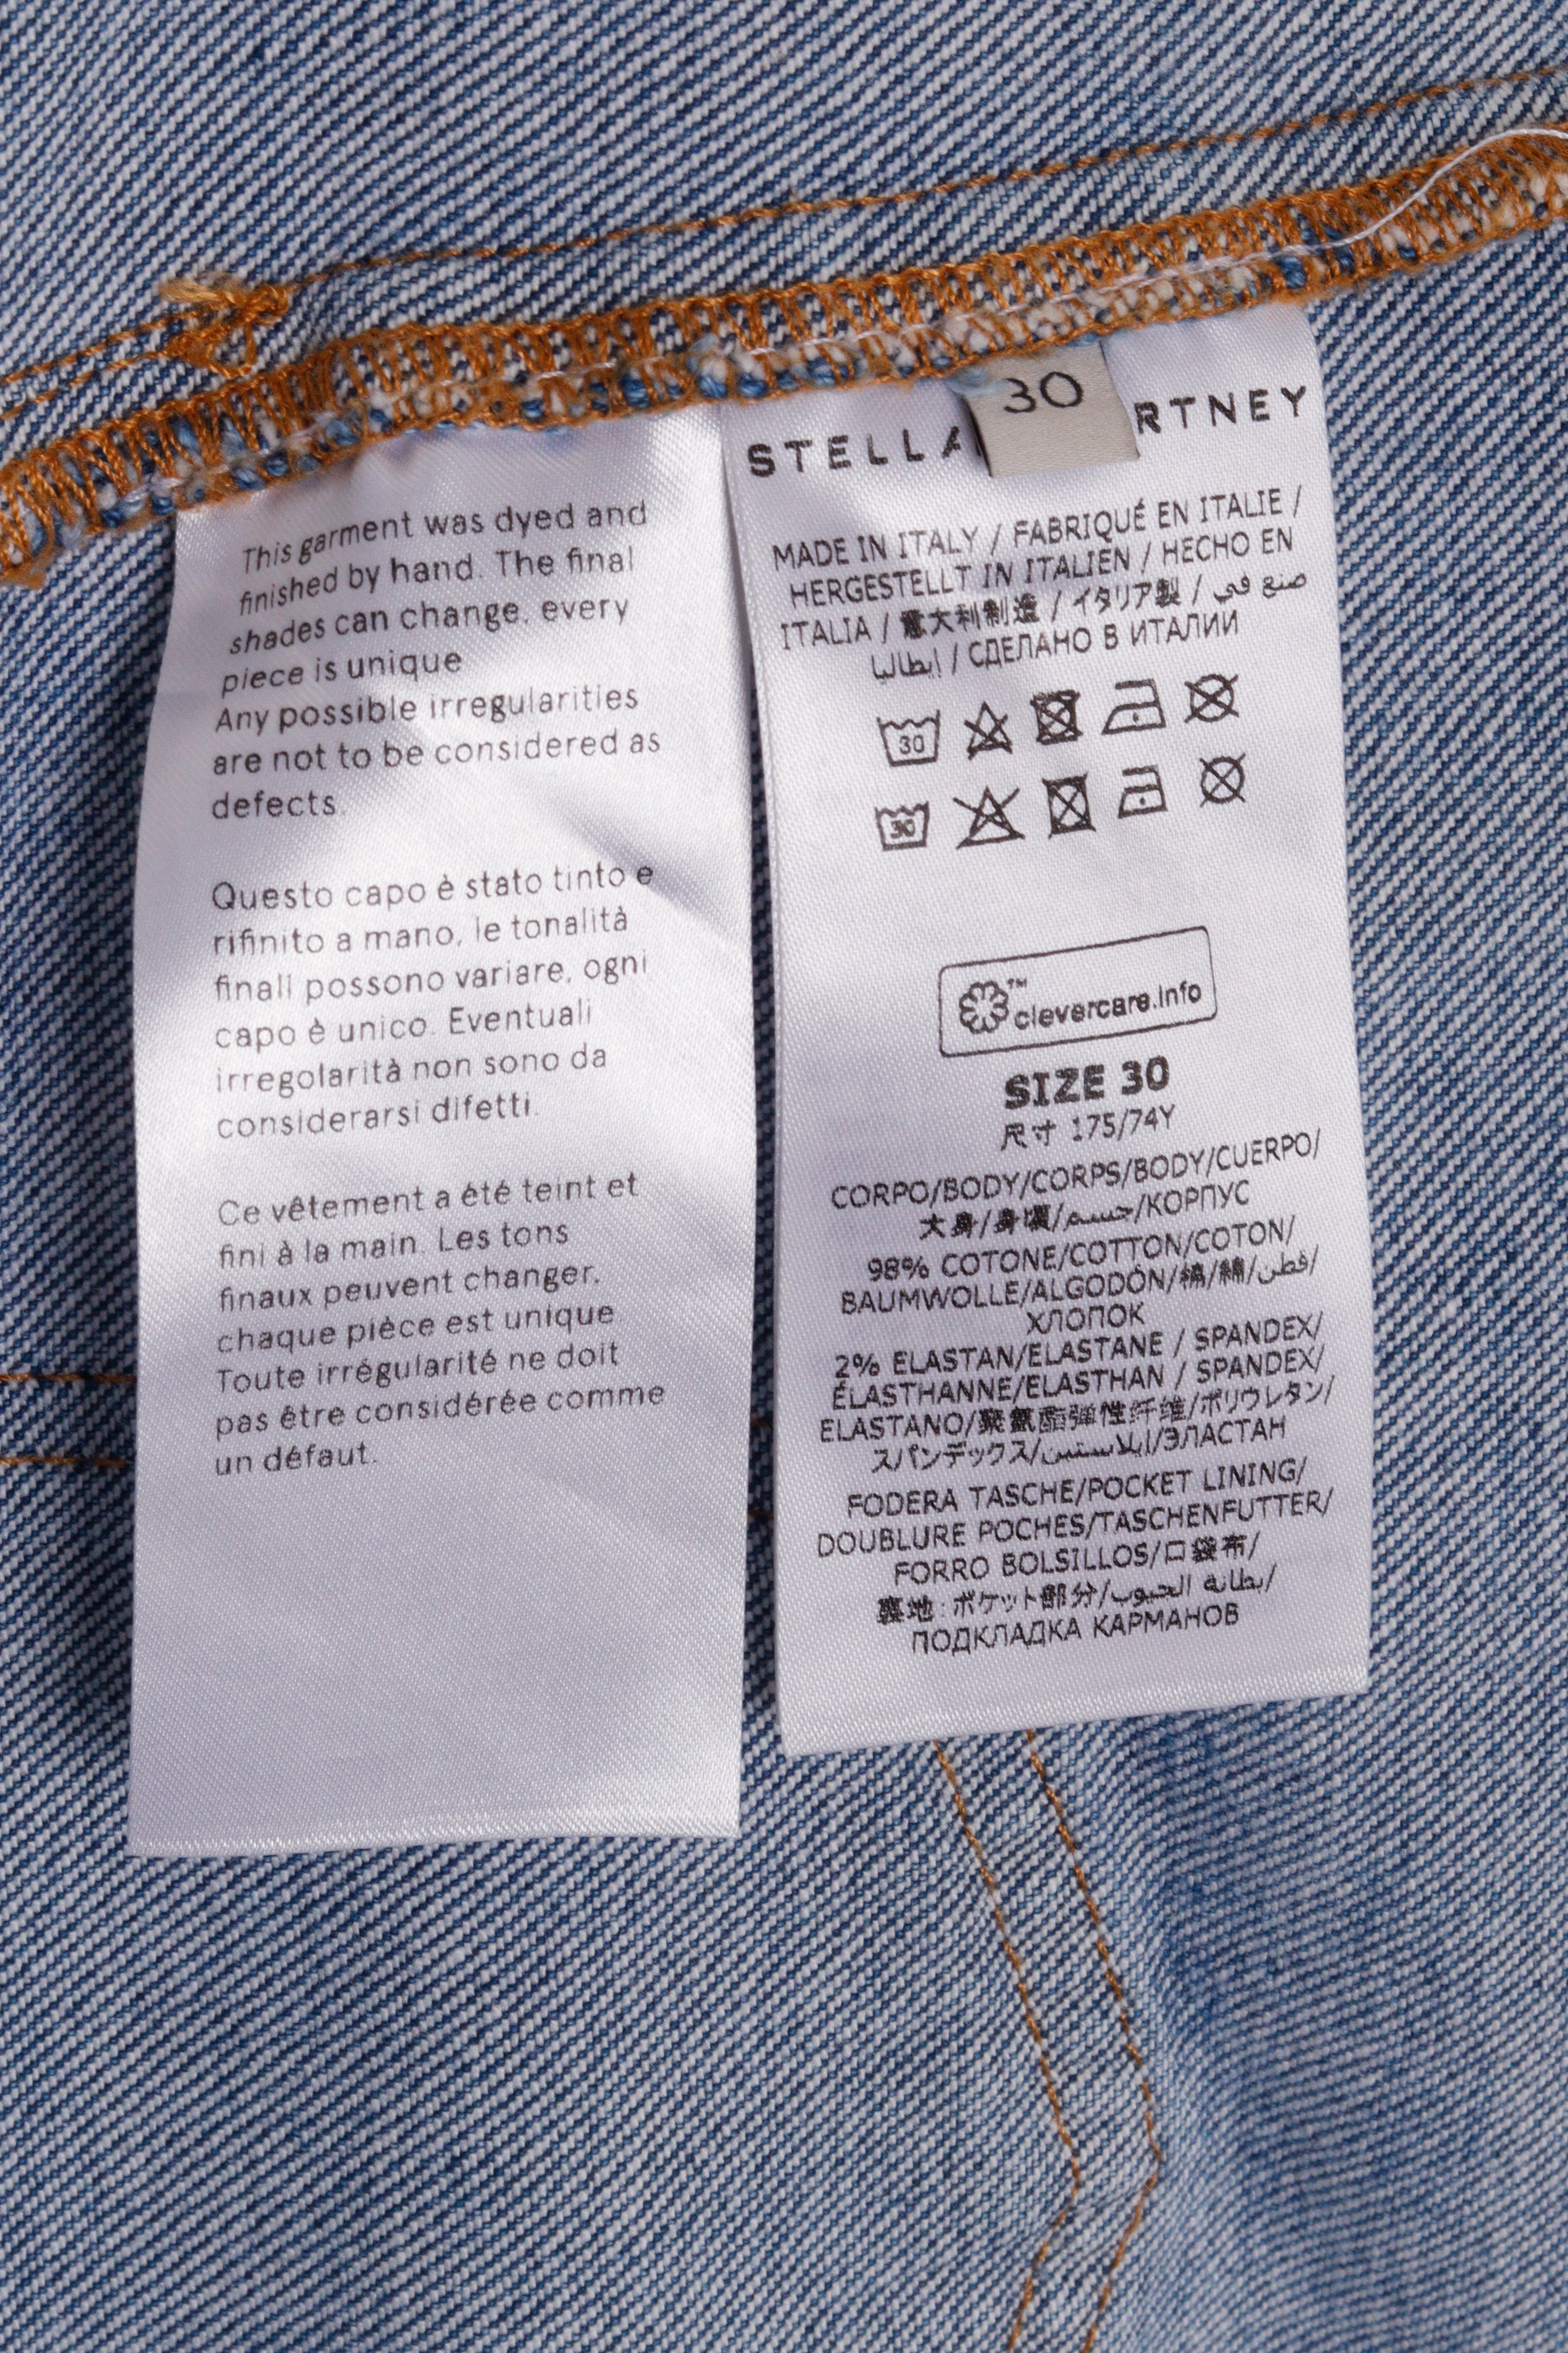 This garment was dyed and
finished by hand. The final
shades can change, every
piece is unique
Any possible irregularities
are not to be considered as
defects.
Questo capo è stato tinto e
rifinito a mano, le tonalità
finali possono variare, ogni
capo è unico. Eventuali
irregolarità non sono da
considerarsi difetti.
Ce vêtement a été teint et
fini à la main. Les tons
finaux peuvent changer,
chaque pièce est unique
Toute irrégularité ne doit
pas être considérée comme
un défaut.
30
STELLA RTNEY
MADE IN ITALY / FABRIQUÉ EN ITALIE /
HERGESTELLT IN ITALIEN / HECHO EN
ITALIA / 意大利制造 / イタリア製 / صنع في
إيطاليا / СДЕЛАНО В ИТАЛИИ
30
30
™
clevercare.info
SIZE 30
尺寸 175/74Y
CORPO/BODY/CORPS/BODY/CUERPO/
大身/身頃/جسم/КОРПУС
98% COTONE/COTTON/COTON/
BAUMWOLLE/ALGODÓN/棉/綿/قطن/
ХЛОПОК
2% ELASTAN/ELASTANE / SPANDEX/
ÉLASTHANNE/ELASTHAN / SPANDEX/
ELASTANO/聚氨酯弹性纤维/ポリウレタン/
スパンデックス/إيلاستين/ЭЛАСТАН
FODERA TASCHE/POCKET LINING/
DOUBLURE POCHES/TASCHENFUTTER/
FORRO BOLSILLOS/口袋布/
裏地:ポケット部分/بطانة الجيوب/
ПОДКЛАДКА КАРМАНОВ